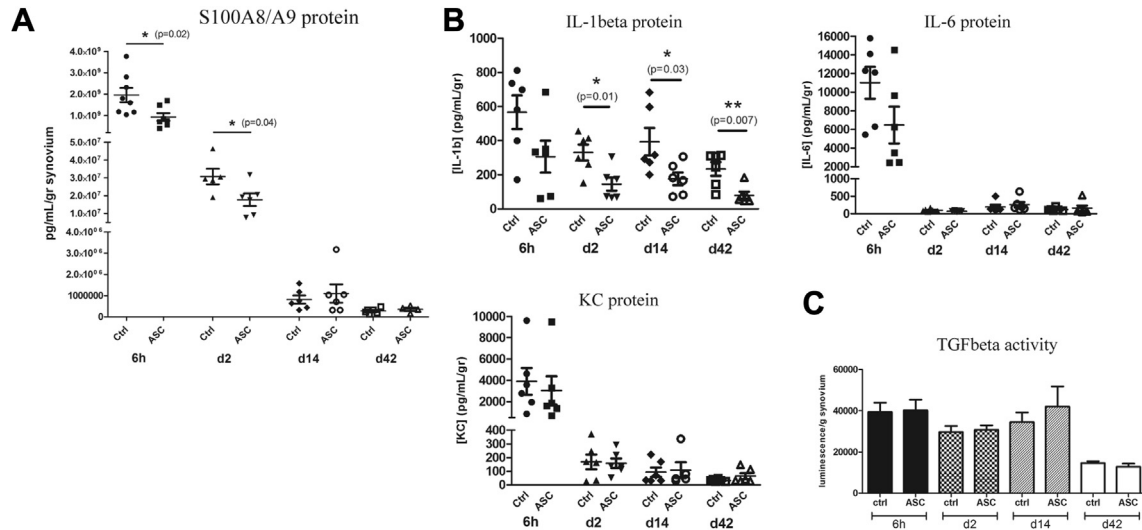 A
S100A8/A9 protein
pg/mL/gr synovium
4.0×10⁹
3.0×10⁹
2.0×10⁹
1.0×10⁹
5.0×10⁷
4.0×10⁷
3.0×10⁷
2.0×10⁷
1.0×10⁷
4.0×10⁰⁶
3.0×10⁰⁶
2.0×10⁰⁶
1000000
* (p=0.02)
* (p=0.04)
Ctrl ASC Ctrl ASC Ctrl ASC Ctrl ASC
6h d2 d14 d42
B
IL-1beta protein
[IL-1b] (pg/mL/gr)
1000
800
600
400
200
0
*
(p=0.01)
*
(p=0.03)
**
(p=0.007)
Ctrl ASC Ctrl ASC Ctrl ASC Ctrl ASC
6h d2 d14 d42
IL-6 protein
[IL-6] (pg/mL/gr)
16000
14000
12000
10000
8000
6000
4000
2000
500
250
0
Ctrl ASC Ctrl ASC Ctrl ASC Ctrl ASC
6h d2 d14 d42
KC protein
[KC] (pg/mL/gr)
10000
8000
6000
4000
2000
400
300
200
100
0
Ctrl ASC Ctrl ASC Ctrl ASC Ctrl ASC
6h d2 d14 d42
C
TGFbeta activity
luminescence/g synovium
60000
40000
20000
0
ctrl ASC ctrl ASC ctrl ASC ctrl ASC
6h d2 d14 d42